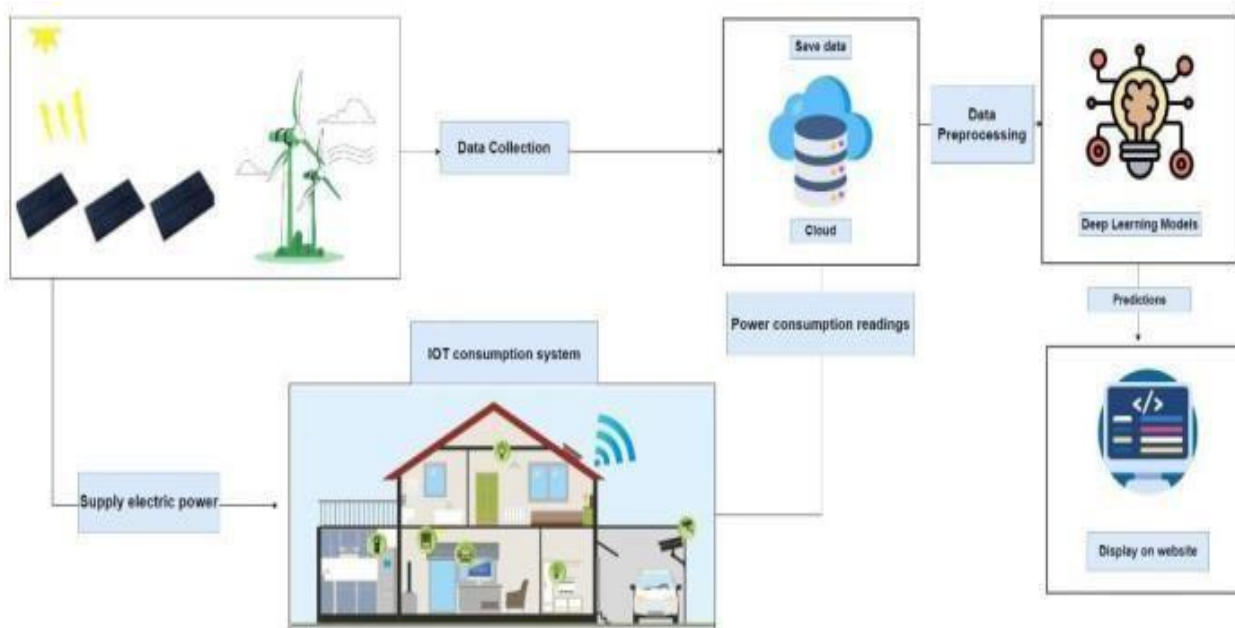 Save data
Data Collection
Cloud
Data
Preprocessing
Deep Learning Models
Predictions
Power consumption readings
IOT consumption system
</>
Supply electric power
Display on website